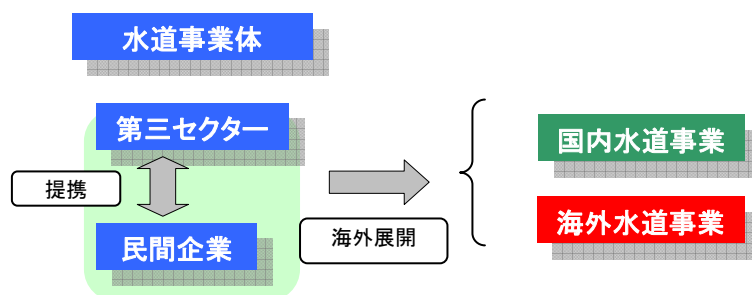 水道事業体
第三セクター
提携
民間企業
海外展開
国内水道事業
海外水道事業